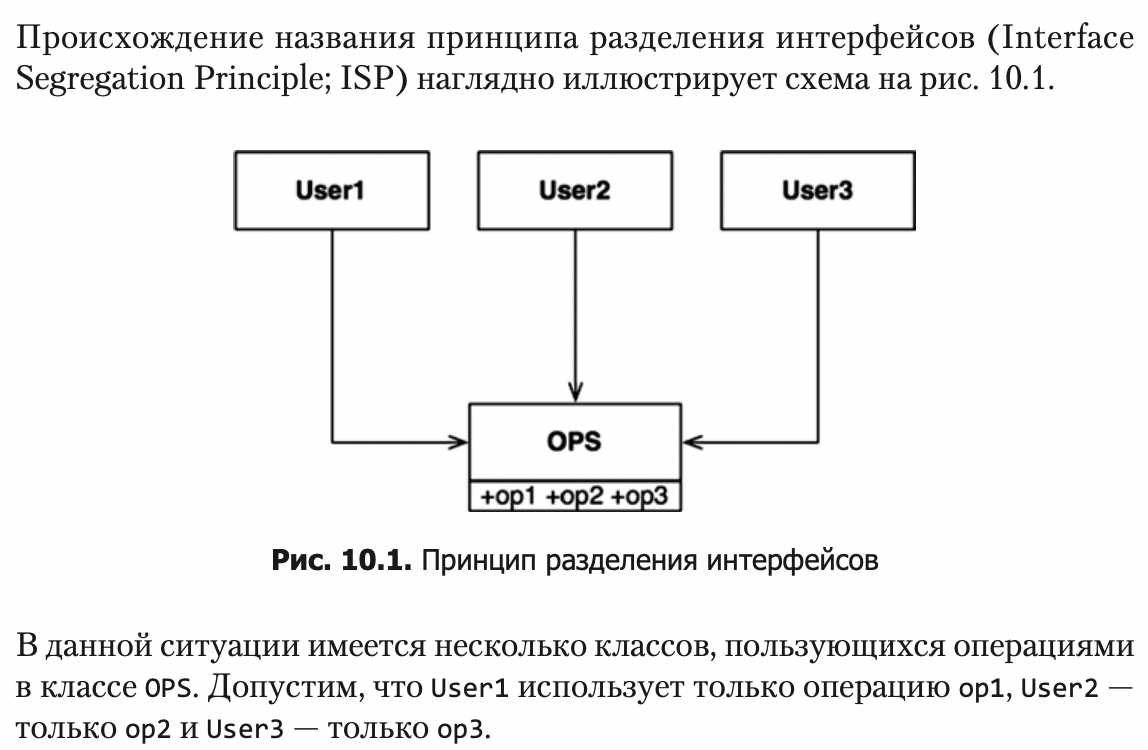 Происхождение названия принципа разделения интерфейсов (Interface
Segregation Principle; ISP) наглядно иллюстрирует схема на рис. 10.1.
User1
User2
User3
OPS
+op1 +op2 +op3
Рис. 10.1. Принцип разделения интерфейсов
В данной ситуации имеется несколько классов, пользующихся операциями
в классе OPS. Допустим, что User1 использует только операцию op1, User2 —
только op2 и User3 — только op3.